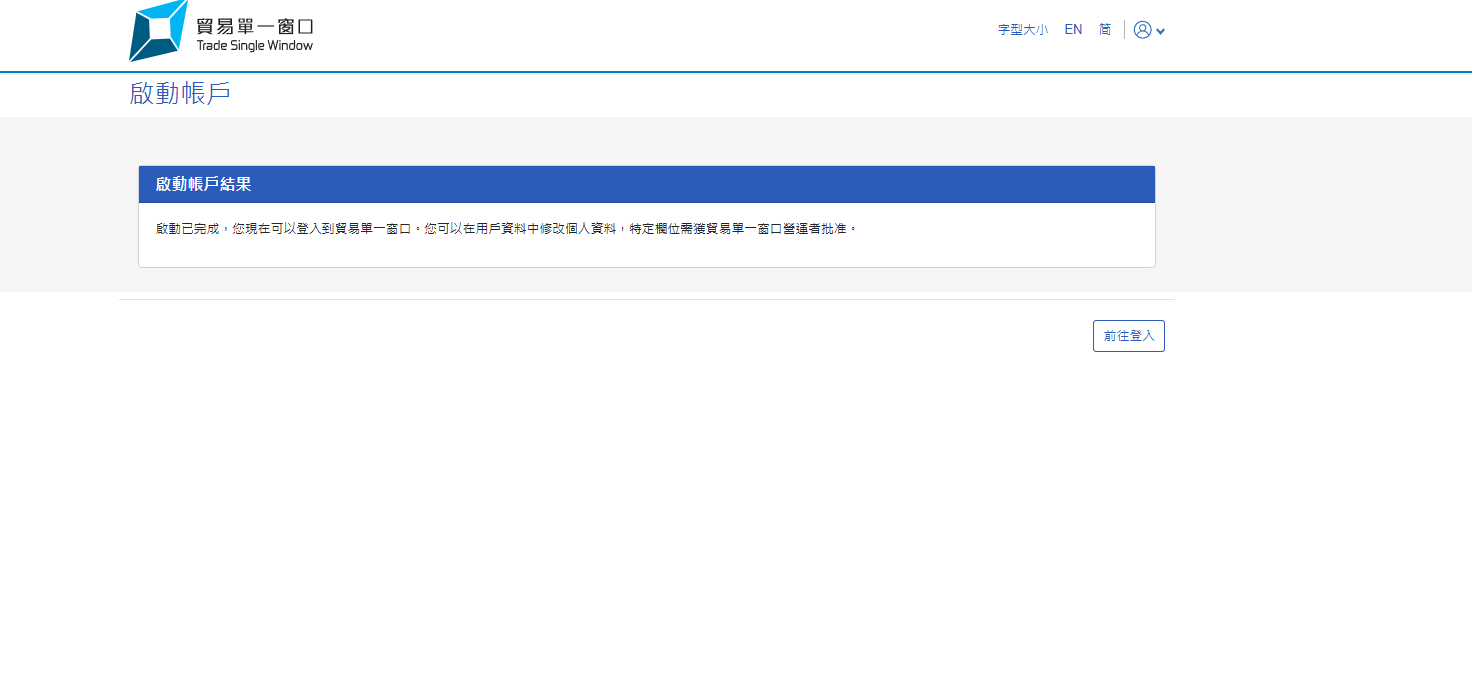 貿易單一窗口
Trade Single Window
字型大小 EN 简
啟動帳戶
啟動帳戶結果
啟動已完成，您現在可以登入到貿易單一窗口。您可以在用戶資料中修改個人資料，特定欄位需獲貿易單一窗口營運者批准。
前往登入